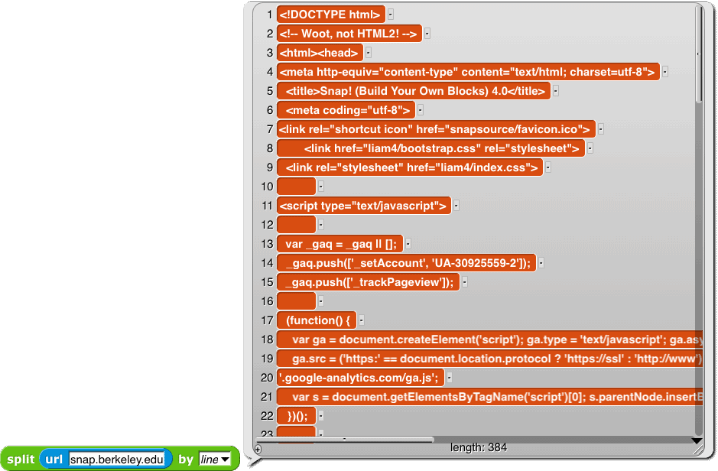 1 <!DOCTYPE html>
2 <!-- Woot, not HTML2! -->
3 <html><head>
4 <meta http-equiv="content-type" content="text/html; charset=utf-8">
5 <title>Snap! (Build Your Own Blocks) 4.0</title>
6 <meta coding="utf-8">
7 <link rel="shortcut icon" href="snapsource/favicon.ico">
8 <link href="liam4/bootstrap.css" rel="stylesheet">
9 <link rel="stylesheet" href="liam4/index.css">
10
11 <script type="text/javascript">
12
13 var _gaq = _gaq || [];
14 _gaq.push(['_setAccount', 'UA-30925559-2']);
15 _gaq.push(['_trackPageview']);
16
17 (function() {
18 var ga = document.createElement('script'); ga.type = 'text/javascript'; ga.asy
19 ga.src = ('https:' == document.location.protocol ? 'https://ssl' : 'http://www')
20 '.google-analytics.com/ga.js';
21 var s = document.getElementsByTagName('script')[0]; s.parentNode.insertB
22 })();
23
length: 384
split url snap.berkeley.edu by line